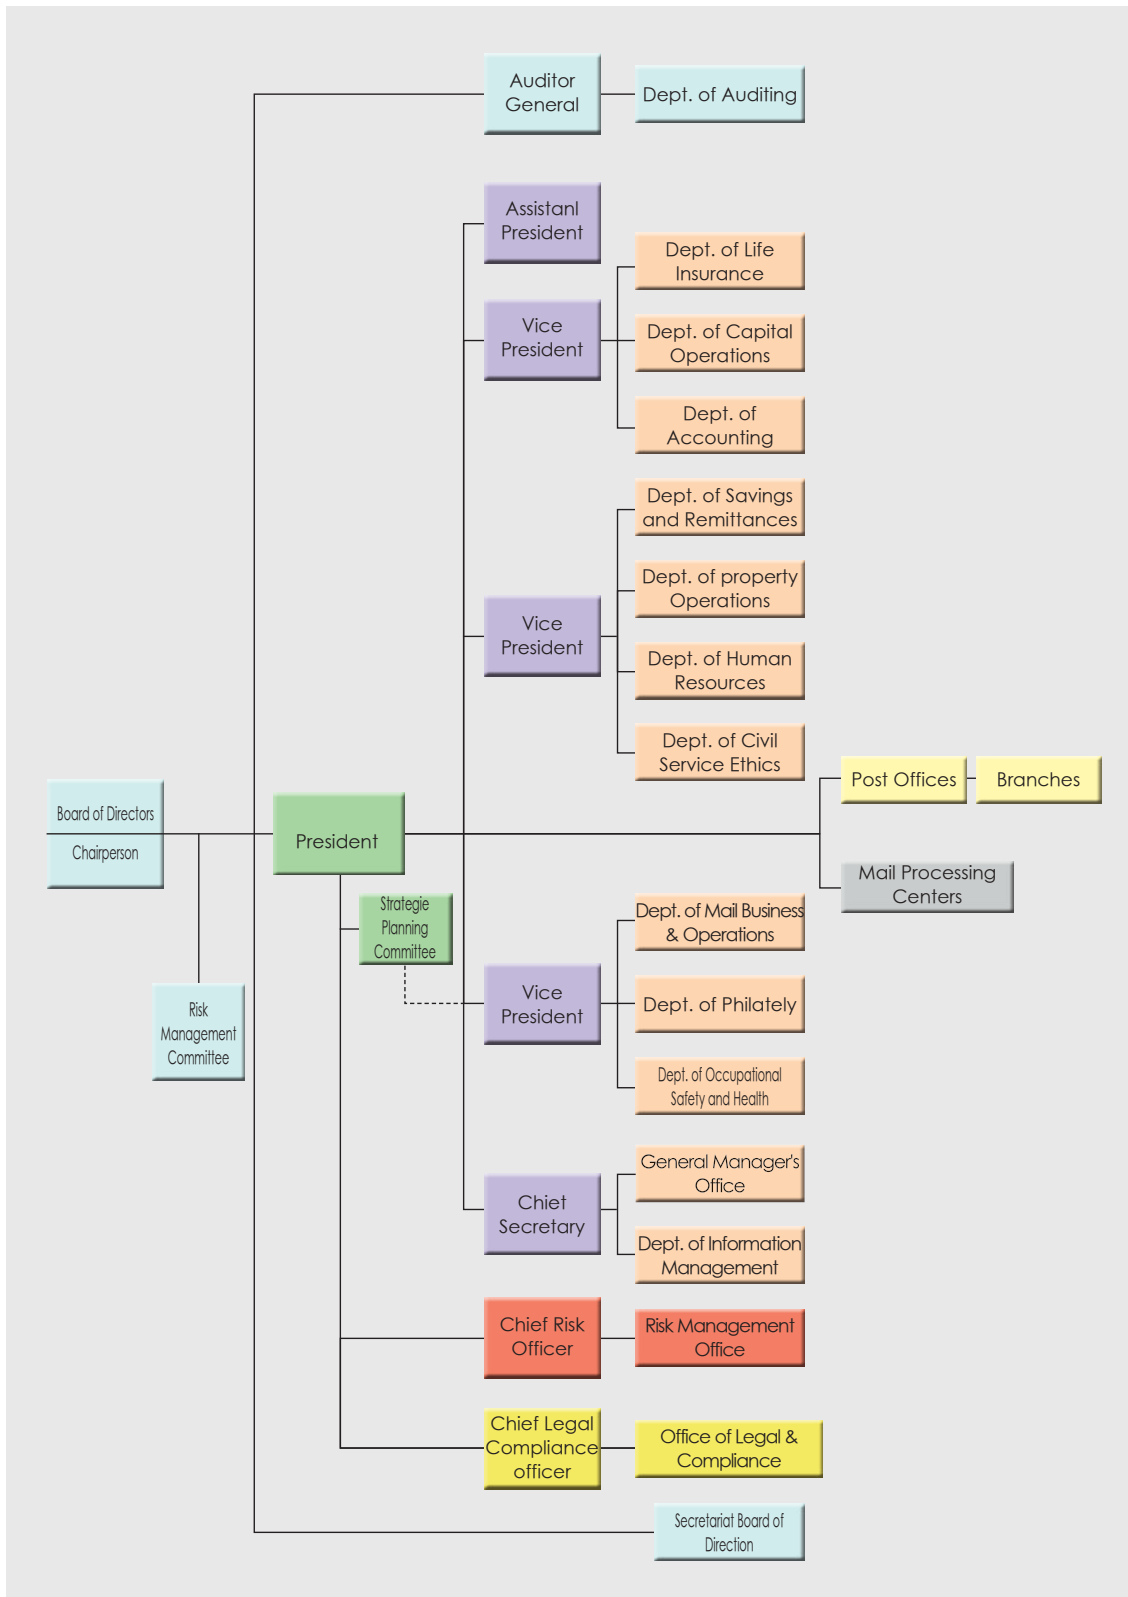 Auditor
General
Dept. of Auditing
Assistanl
President
Dept. of Life
Insurance
Vice
President
Dept. of Capital
Operations
Dept. of
Accounting
Dept. of Savings
and Remittances
Dept. of property
Operations
Vice
President
Dept. of Human
Resources
Dept. of Civil
Service Ethics
Post Offices
Branches
Board of Directors
Chairperson
President
Mail Processing
Centers
Strategie
Planning
Committee
Dept. of Mail Business
& Operations
Vice
President
Dept. of Philately
Risk
Management
Committee
Dept. of Occupational
Safety and Health
General Manager's
Office
Chiet
Secretary
Dept. of Information
Management
Chief Risk
Officer
Risk Management
Office
Chief Legal
Compliance
officer
Office of Legal &
Compliance
Secretariat Board of
Direction